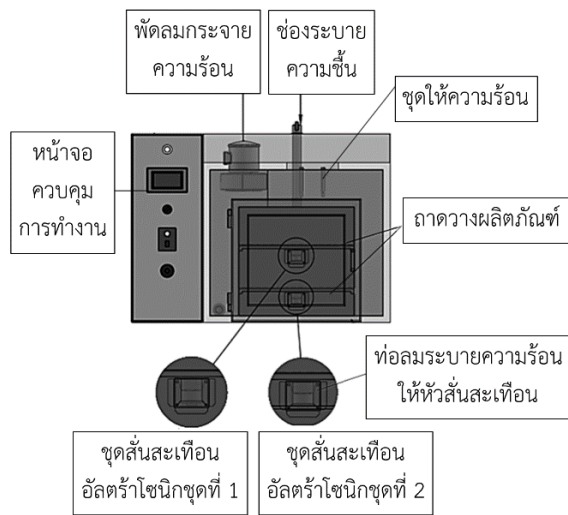 พัดลมกระจาย
ความร้อน
ช่องระบาย
ความชื้น
ชุดให้ความร้อน
หน้าจอ
ควบคุม
การทำงาน
ถาดวางผลิตภัณฑ์
ท่อลมระบายความร้อน
ให้หัวสั่นสะเทือน
ชุดสั่นสะเทือน
อัลตร้าโซนิกชุดที่ 1
ชุดสั่นสะเทือน
อัลตร้าโซนิกชุดที่ 2